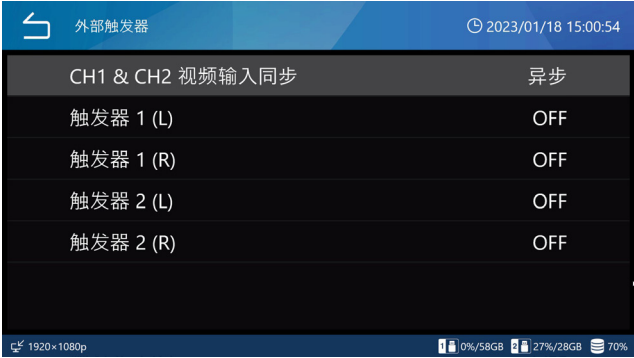 外部触发器 2023/01/18 15:00:54
CH1 & CH2 视频输入同步 异步
触发器 1 (L) OFF
触发器 1 (R) OFF
触发器 2 (L) OFF
触发器 2 (R) OFF
1920×1080p 1 0%/58GB 2 27%/28GB 70%